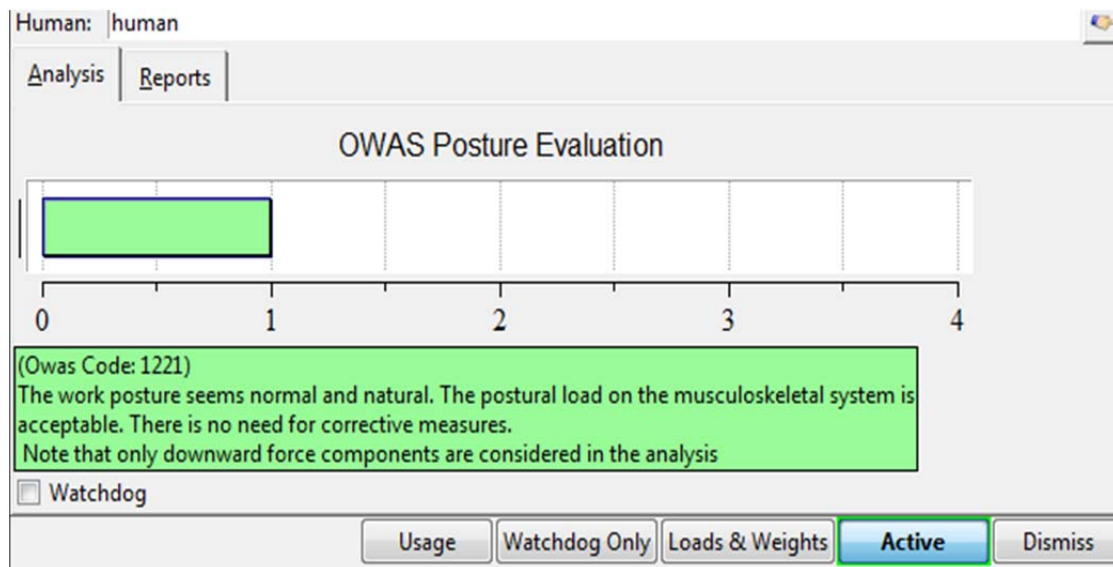 Human: human
Analysis Reports
OWAS Posture Evaluation
0 1 2 3 4
(Owas Code: 1221)
The work posture seems normal and natural. The postural load on the musculoskeletal system is
acceptable. There is no need for corrective measures.
Note that only downward force components are considered in the analysis
Watchdog
Usage Watchdog Only Loads & Weights Active Dismiss